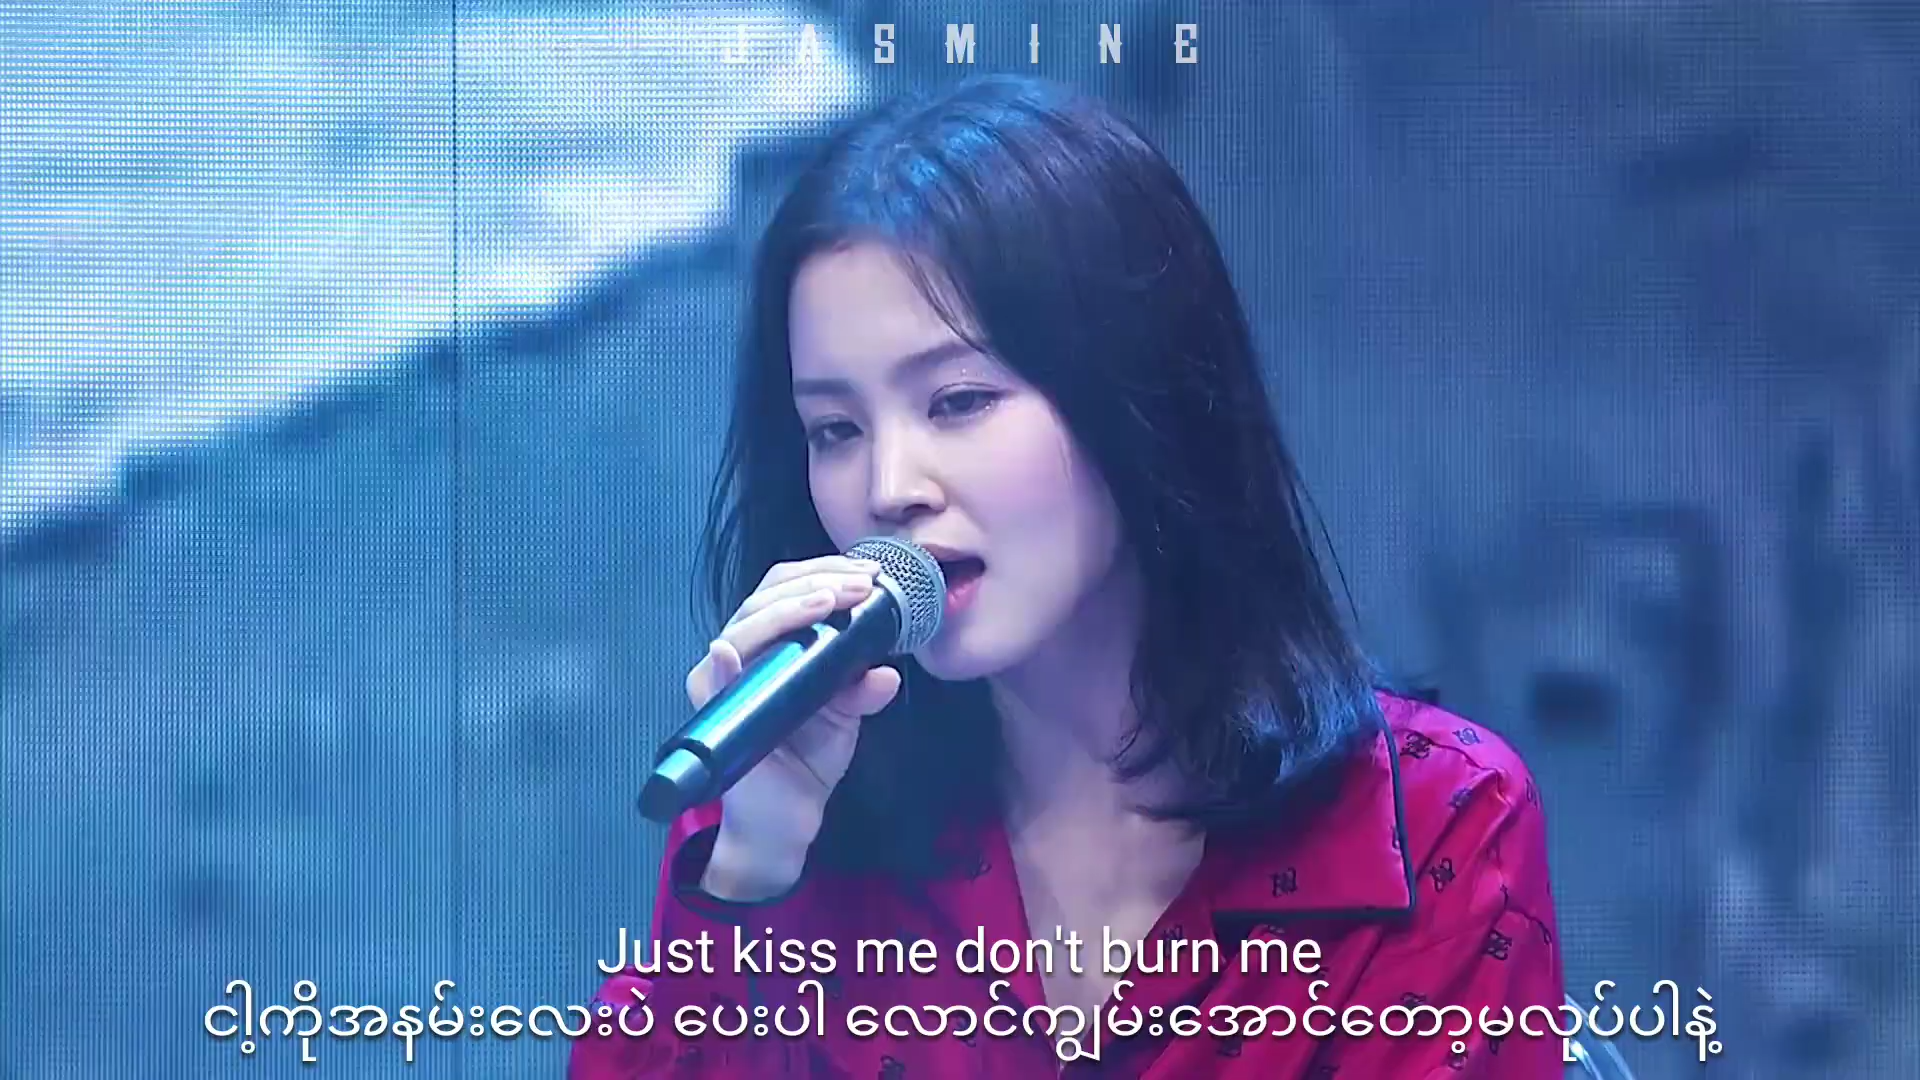 JASMINE
Just kiss me don't burn me
ငါ့ကိုအနမ်းလေးပဲ ပေးပါ လောင်ကျွမ်းအောင်တော့မလုပ်ပါနဲ့